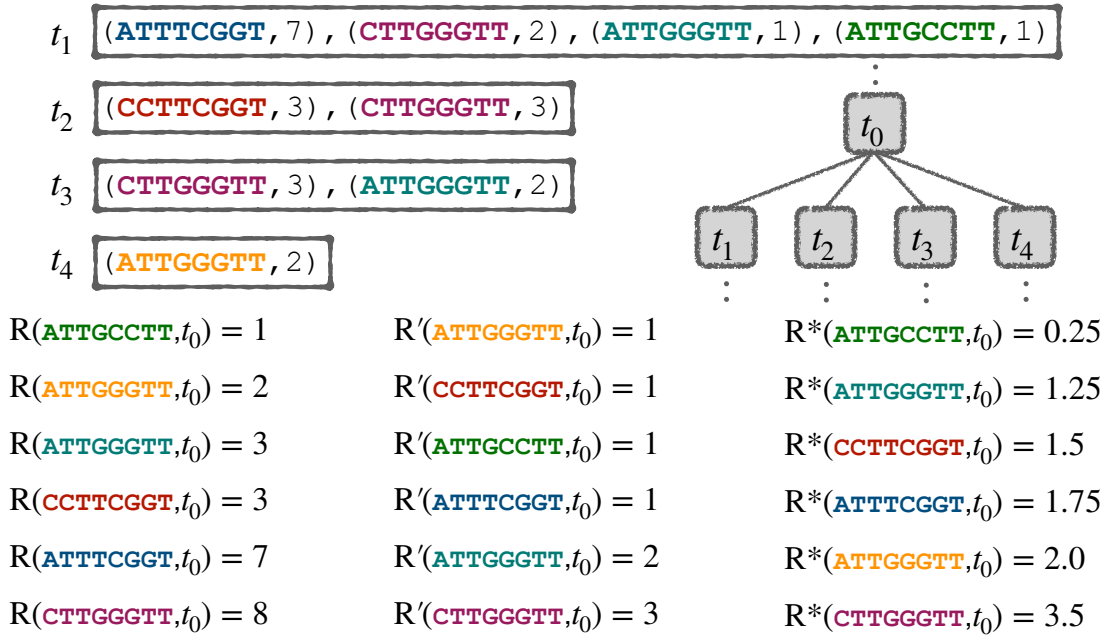 t1 (ATTTCGGT,7),(CTTGGGTT,2),(ATTGGGTT,1),(ATTGCCTT,1)
t2 (CCTTCGGT,3),(CTTGGGTT,3)
t0
t3 (CTTGGGTT,3),(ATTGGGTT,2)
t1 t2 t3 t4
t4 (ATTGGGTT,2)
R(ATTGCCTT,t0) = 1 R′(ATTGGGTT,t0) = 1 R*(ATTGCCTT,t0) = 0.25
R(ATTGGGTT,t0) = 2 R′(CCTTCGGT,t0) = 1 R*(ATTGGGTT,t0) = 1.25
R(ATTGGGTT,t0) = 3 R′(ATTGCCTT,t0) = 1 R*(CCTTCGGT,t0) = 1.5
R(CCTTCGGT,t0) = 3 R′(ATTTCGGT,t0) = 1 R*(ATTTCGGT,t0) = 1.75
R(ATTTCGGT,t0) = 7 R′(ATTGGGTT,t0) = 2 R*(ATTGGGTT,t0) = 2.0
R(CTTGGGTT,t0) = 8 R′(CTTGGGTT,t0) = 3 R*(CTTGGGTT,t0) = 3.5